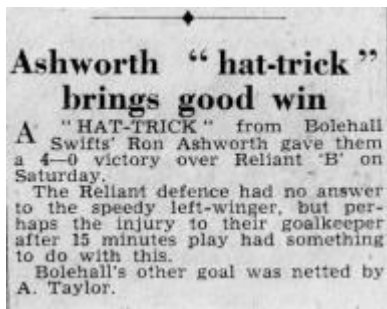 Ashworth " hat-trick "
brings good win
A " HAT-TRICK " from Bolehall
Swifts' Ron Ashworth gave them
a 4—0 victory over Reliant 'B' on
Saturday.
The Reliant defence had no answer
to the speedy left-winger, but per-
haps the injury to their goalkeeper
after 15 minutes play had something
to do with this.
Bolehall's other goal was netted by
A. Taylor.